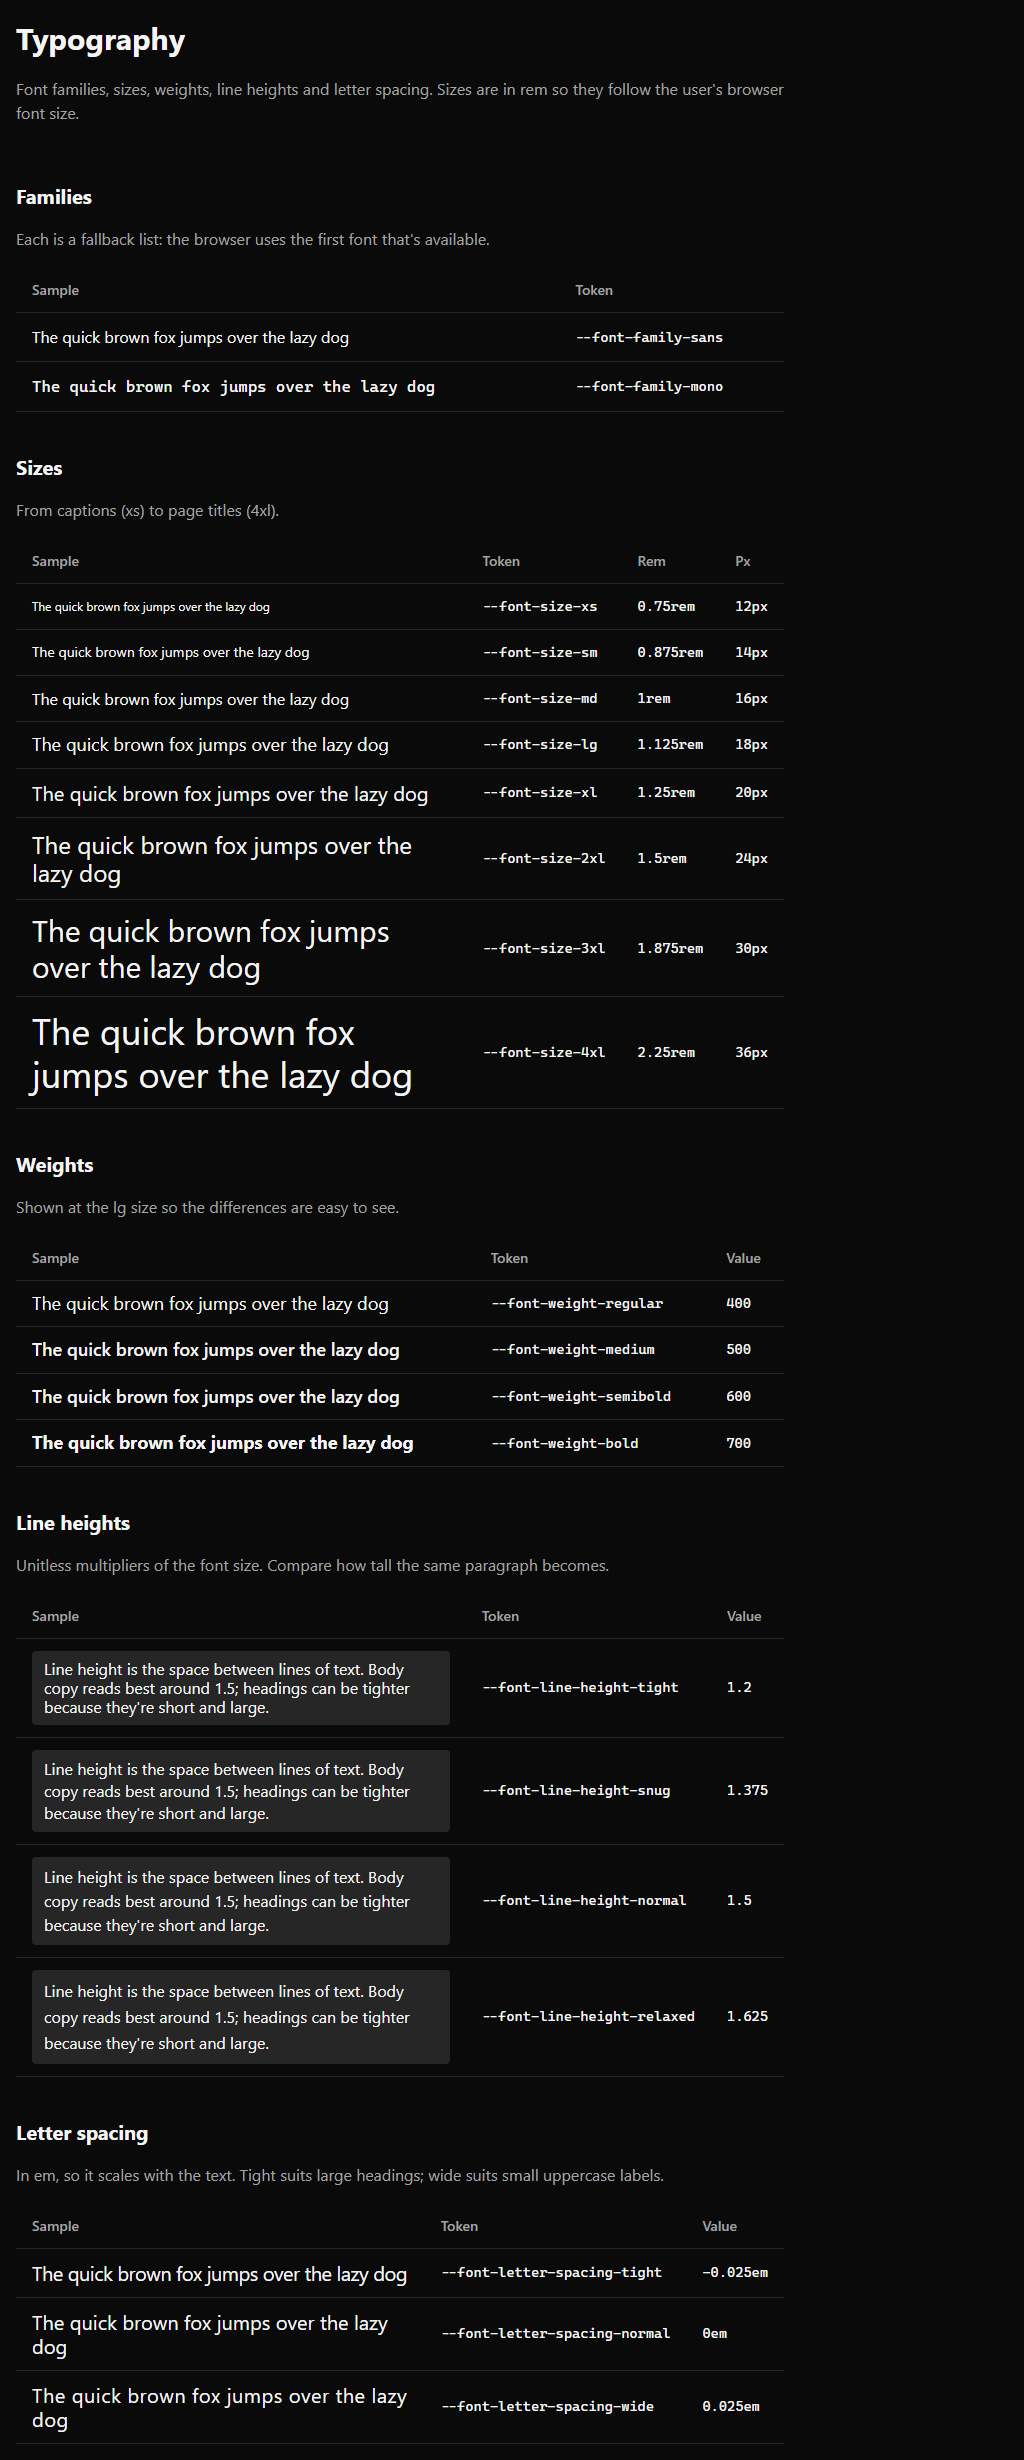 Typography
Font families, sizes, weights, line heights and letter spacing. Sizes are in rem so they follow the user's browser
font size.
Families
Each is a fallback list: the browser uses the first font that's available.
Sample Token
The quick brown fox jumps over the lazy dog --font-family-sans
The quick brown fox jumps over the lazy dog --font-family-mono
Sizes
From captions (xs) to page titles (4xl).
Sample Token Rem Px
The quick brown fox jumps over the lazy dog --font-size-xs 0.75rem 12px
The quick brown fox jumps over the lazy dog --font-size-sm 0.875rem 14px
The quick brown fox jumps over the lazy dog --font-size-md 1rem 16px
The quick brown fox jumps over the lazy dog --font-size-lg 1.125rem 18px
The quick brown fox jumps over the lazy dog --font-size-xl 1.25rem 20px
The quick brown fox jumps over the
lazy dog
--font-size-2xl 1.5rem 24px
The quick brown fox jumps
over the lazy dog
--font-size-3xl 1.875rem 30px
The quick brown fox
jumps over the lazy dog
--font-size-4xl 2.25rem 36px
Weights
Shown at the lg size so the differences are easy to see.
Sample Token Value
The quick brown fox jumps over the lazy dog --font-weight-regular 400
The quick brown fox jumps over the lazy dog --font-weight-medium 500
The quick brown fox jumps over the lazy dog --font-weight-semibold 600
The quick brown fox jumps over the lazy dog --font-weight-bold 700
Line heights
Unitless multipliers of the font size. Compare how tall the same paragraph becomes.
Sample Token Value
Line height is the space between lines of text. Body
copy reads best around 1.5; headings can be tighter
because they're short and large.
--font-line-height-tight 1.2
Line height is the space between lines of text. Body
copy reads best around 1.5; headings can be tighter
because they're short and large.
--font-line-height-snug 1.375
Line height is the space between lines of text. Body
copy reads best around 1.5; headings can be tighter
because they're short and large.
--font-line-height-normal 1.5
Line height is the space between lines of text. Body
copy reads best around 1.5; headings can be tighter
because they're short and large.
--font-line-height-relaxed 1.625
Letter spacing
In em, so it scales with the text. Tight suits large headings; wide suits small uppercase labels.
Sample Token Value
The quick brown fox jumps over the lazy dog --font-letter-spacing-tight -0.025em
The quick brown fox jumps over the lazy
dog
--font-letter-spacing-normal 0em
The quick brown fox jumps over the lazy
dog
--font-letter-spacing-wide 0.025em